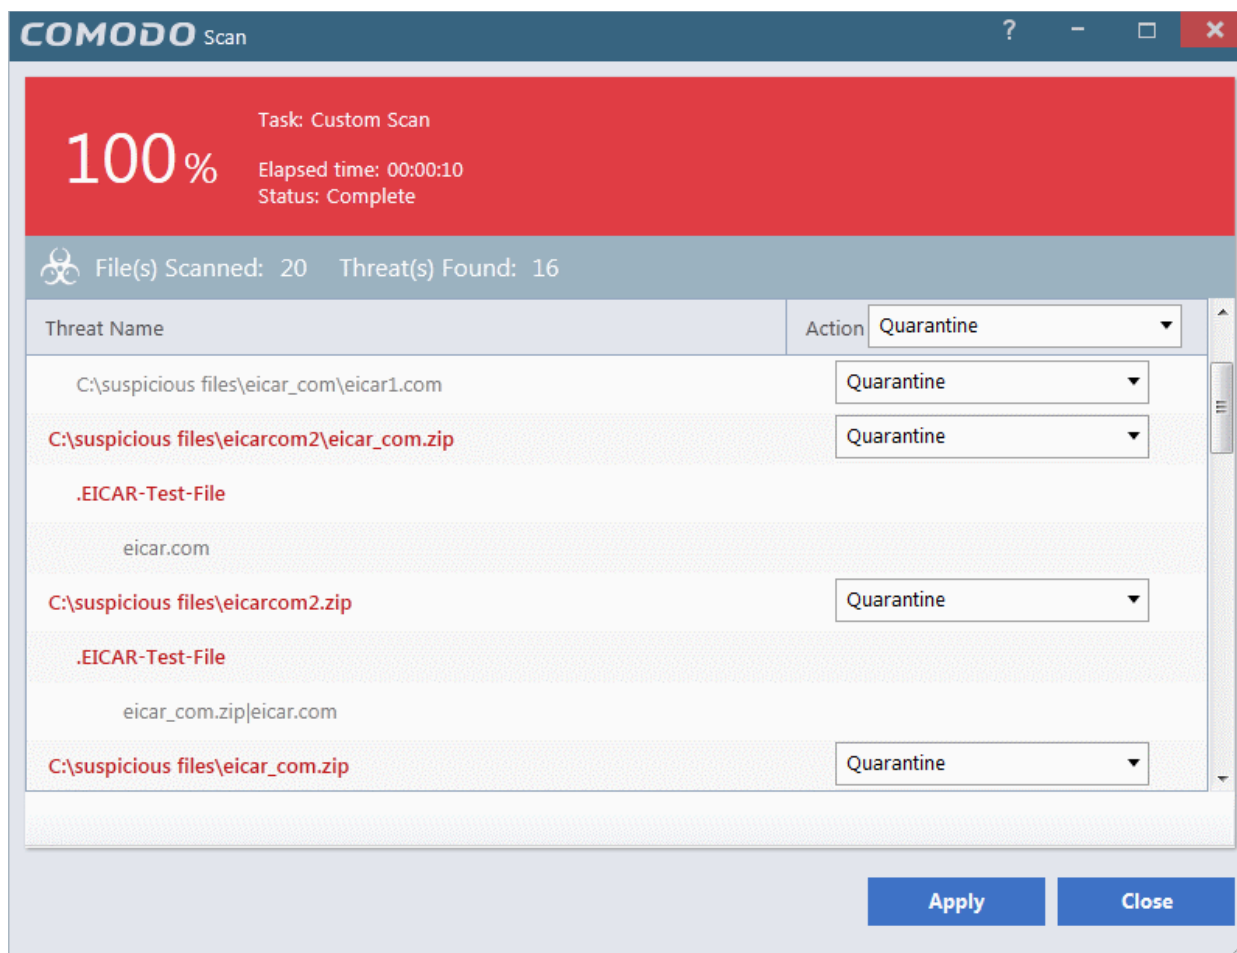 COMODO Scan
?
100 %
Task: Custom Scan
Elapsed time: 00:00:10
Status: Complete
File(s) Scanned: 20 Threat(s) Found: 16
Threat Name Action Quarantine
C:\suspicious files\eicar_com\eicar1.com Quarantine
C:\suspicious files\eicarcom2\eicar_com.zip Quarantine
.EICAR-Test-File
eicar.com
C:\suspicious files\eicarcom2.zip Quarantine
.EICAR-Test-File
eicar_com.zip|eicar.com
C:\suspicious files\eicar_com.zip Quarantine
Apply Close